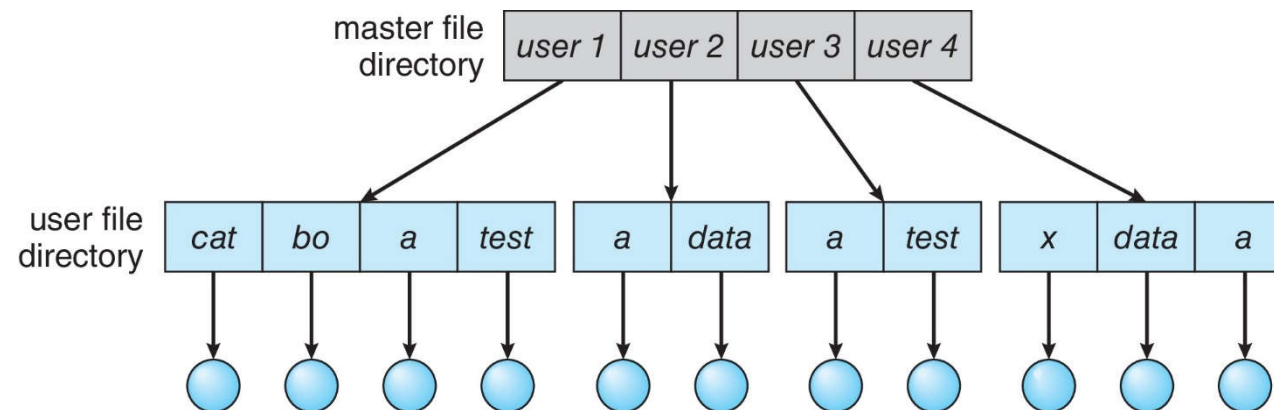 master file
directory
user 1 user 2 user 3 user 4
user file
directory
cat bo a test a data a test x data a